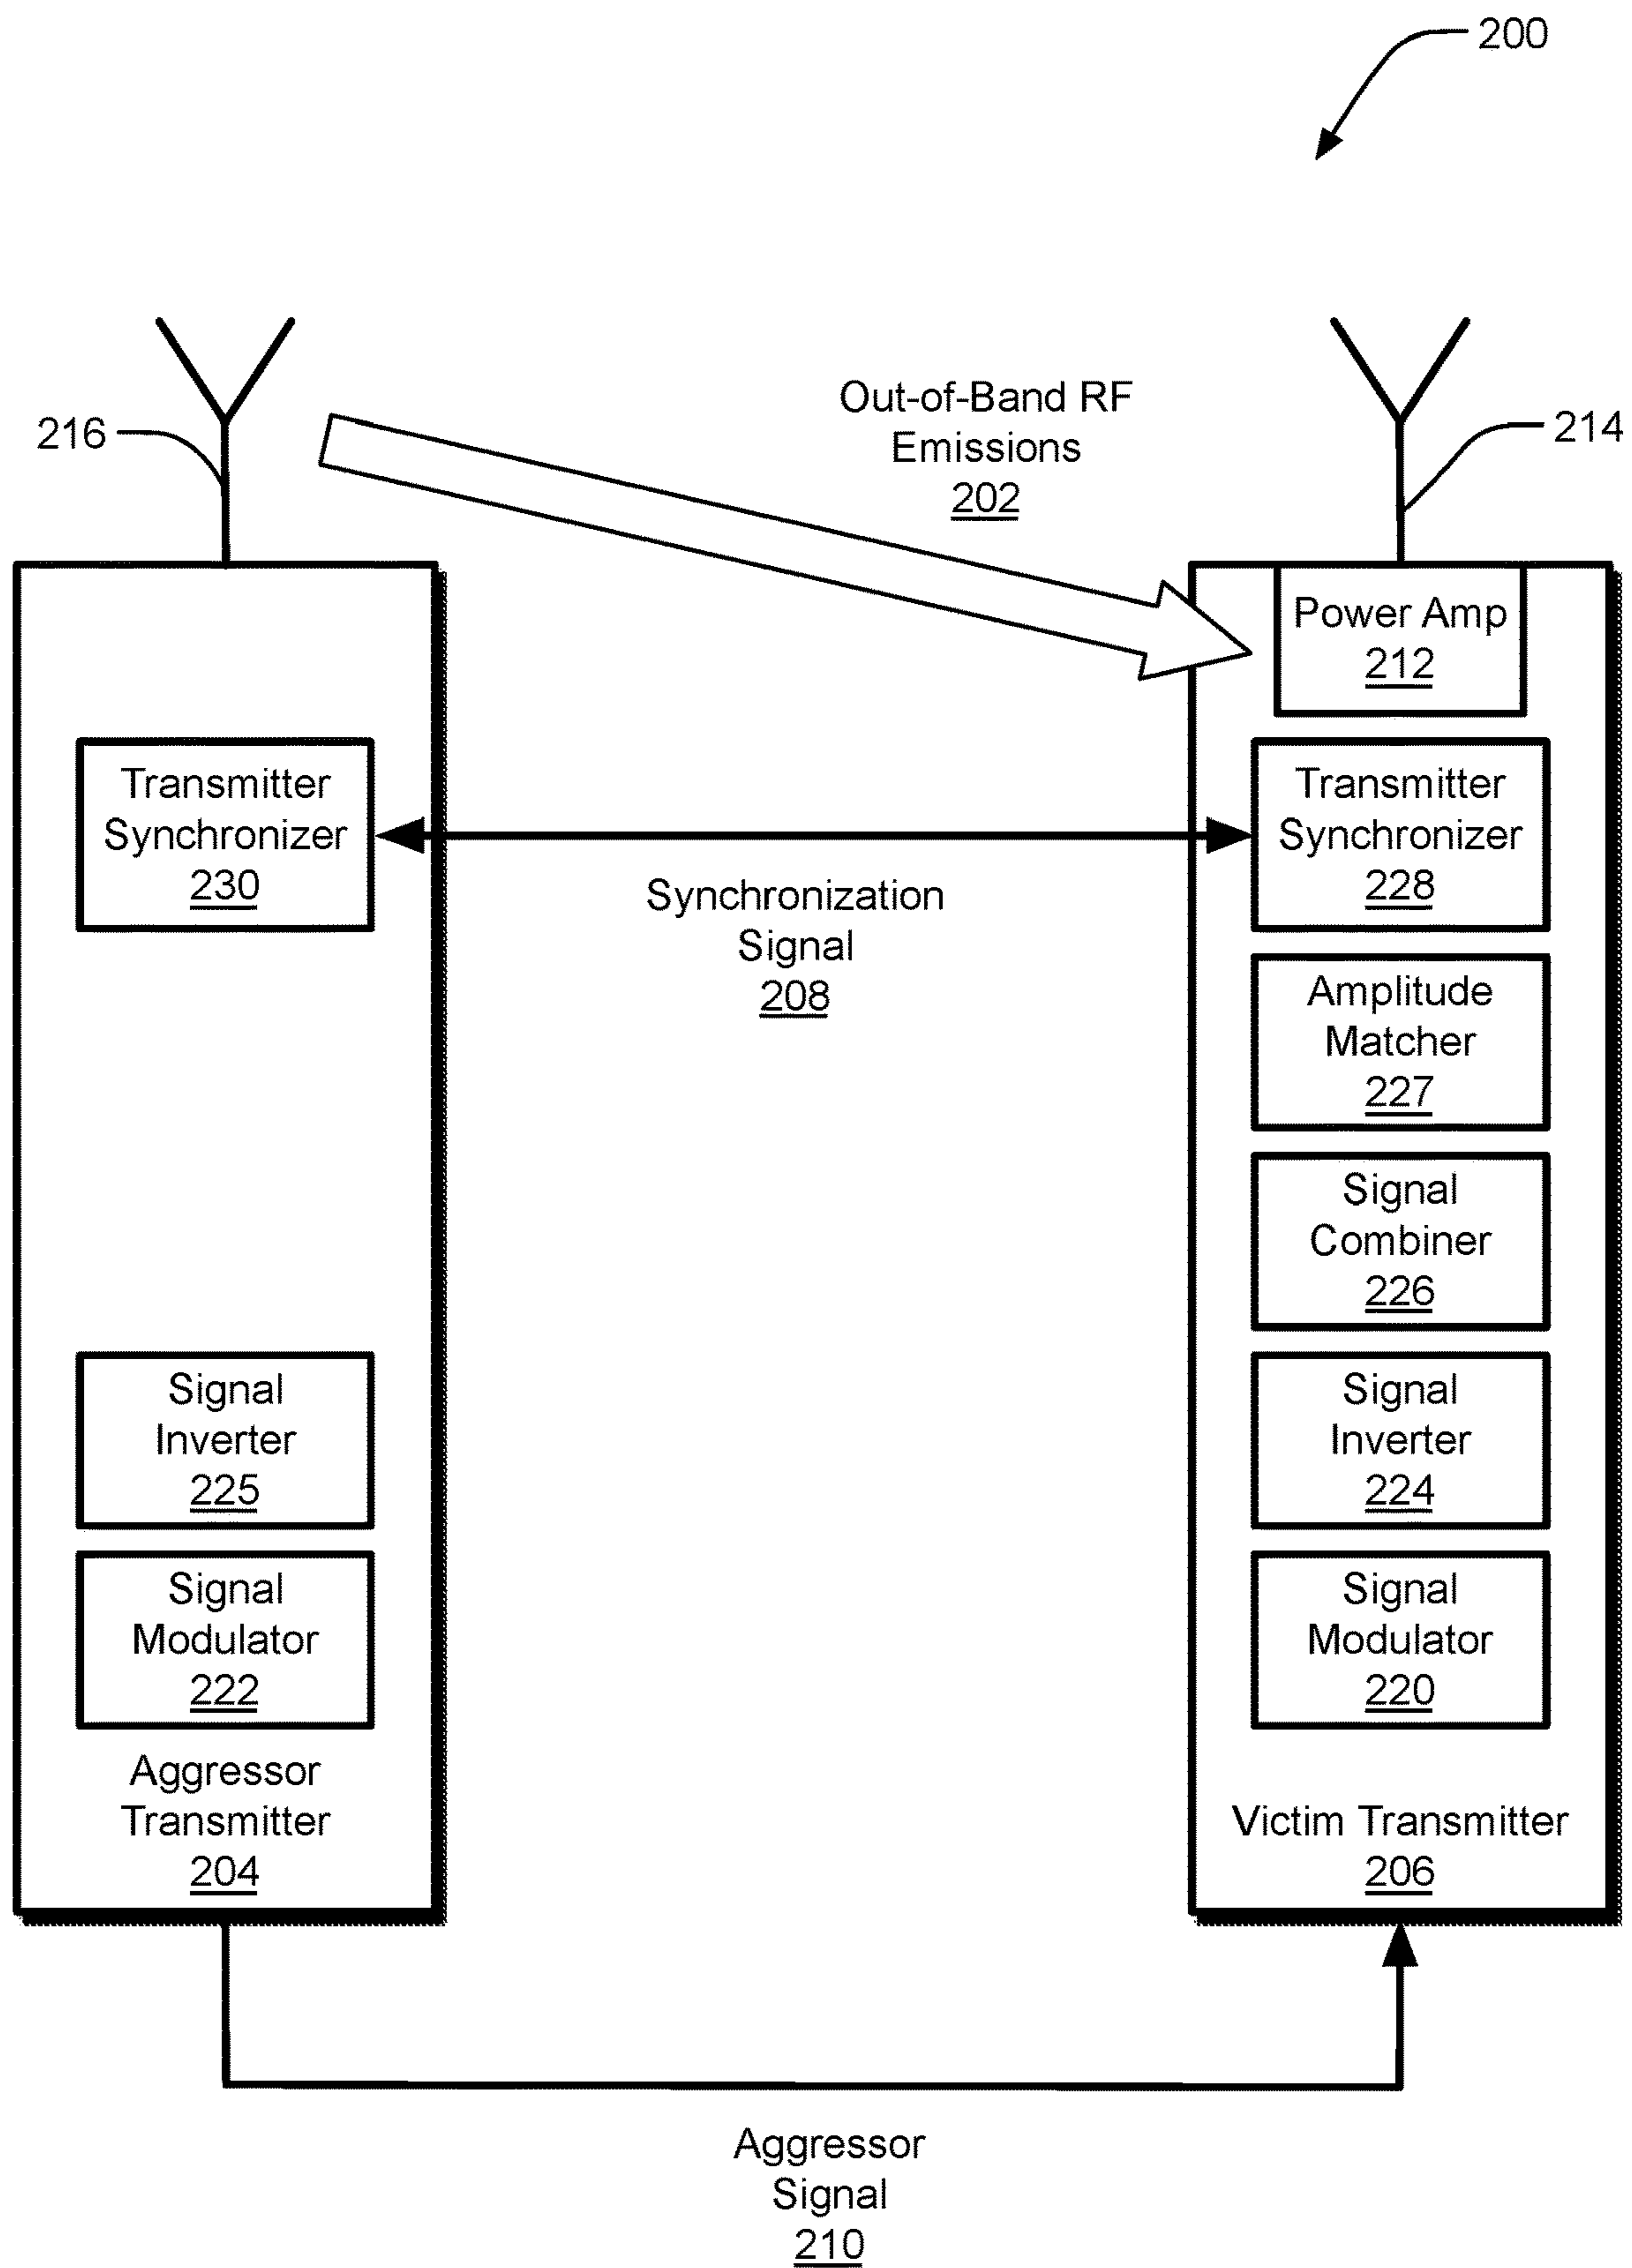 200
Out-of-Band RF
Emissions
202
216
214
Power Amp
212
Transmitter
Synchronizer
230
Transmitter
Synchronizer
228
Synchronization
Signal
208
Amplitude
Matcher
227
Signal
Combiner
226
Signal
Inverter
225
Signal
Inverter
224
Signal
Modulator
222
Signal
Modulator
220
Aggressor
Transmitter
204
Victim Transmitter
206
Aggressor
Signal
210